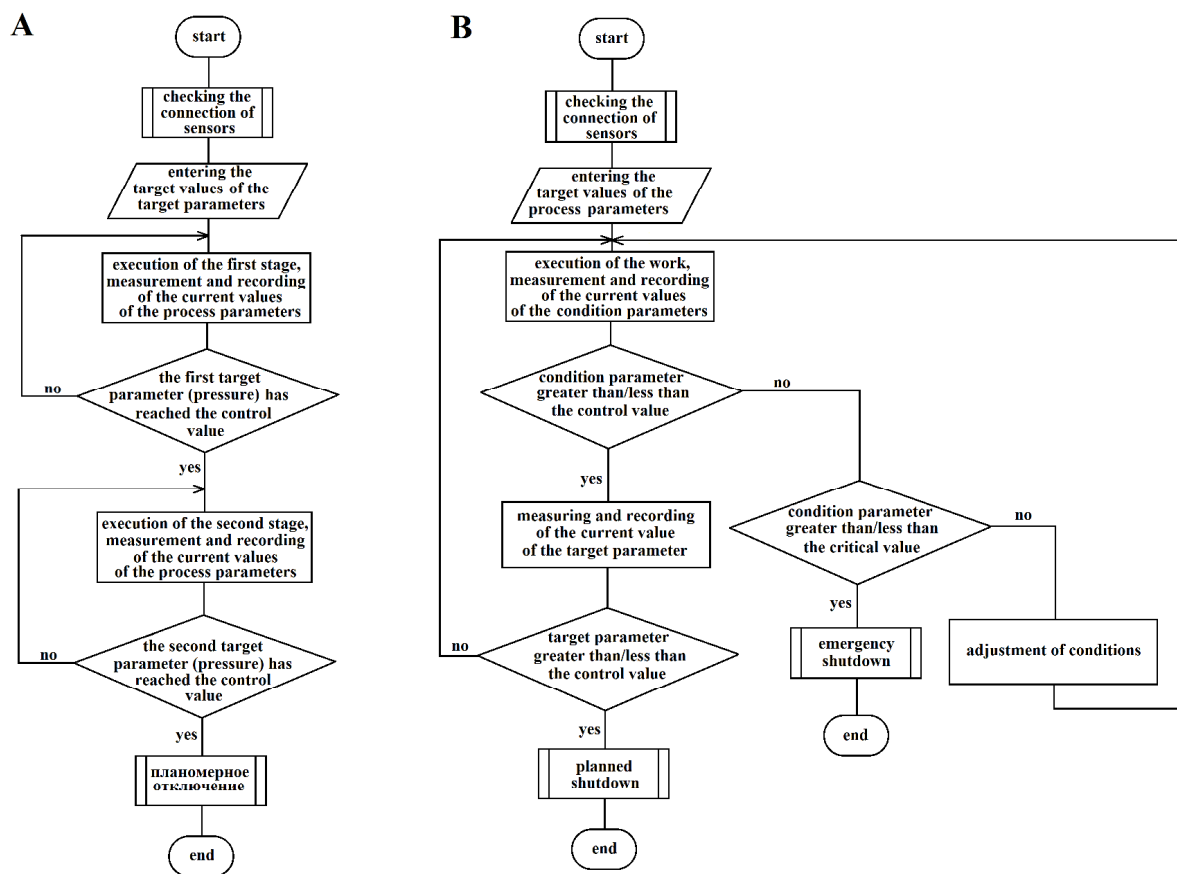 A
start
checking the
connection of
sensors
entering the
target values of the
target parameters
execution of the first stage,
measurement and recording
of the current values
of the process parameters
no
the first target
parameter (pressure) has
reached the control
value
yes
execution of the second stage,
measurement and recording
of the current values
of the process parameters
no
the second target
parameter (pressure) has
reached the control
value
yes
планомерное
отключение
end
B
start
checking the
connection of
sensors
entering the
target values of the
process parameters
execution of the work,
measurement and recording
of the current values
of the condition parameters
condition parameter
greater than/less than
the control value
no
yes
measuring and recording
of the current value
of the target parameter
no
target parameter
greater than/less than
the control value
yes
planned
shutdown
end
condition parameter
greater than/less than
the critical value
no
yes
emergency
shutdown
end
adjustment of conditions